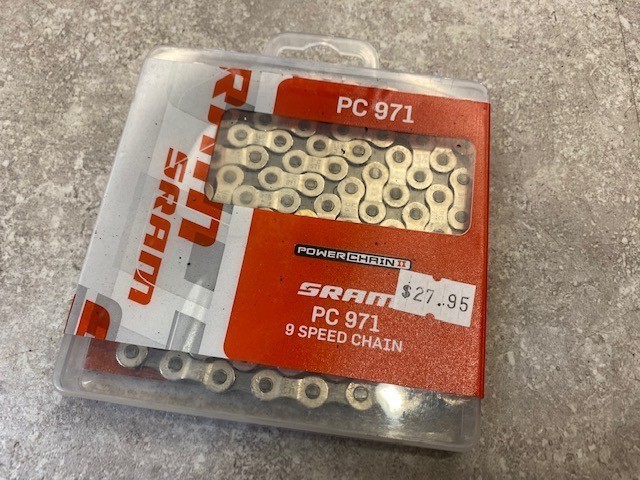 PC 971
SRAM
SRAM
POWERCHAIN II
SRAM
$27.95
PC 971
9 SPEED CHAIN